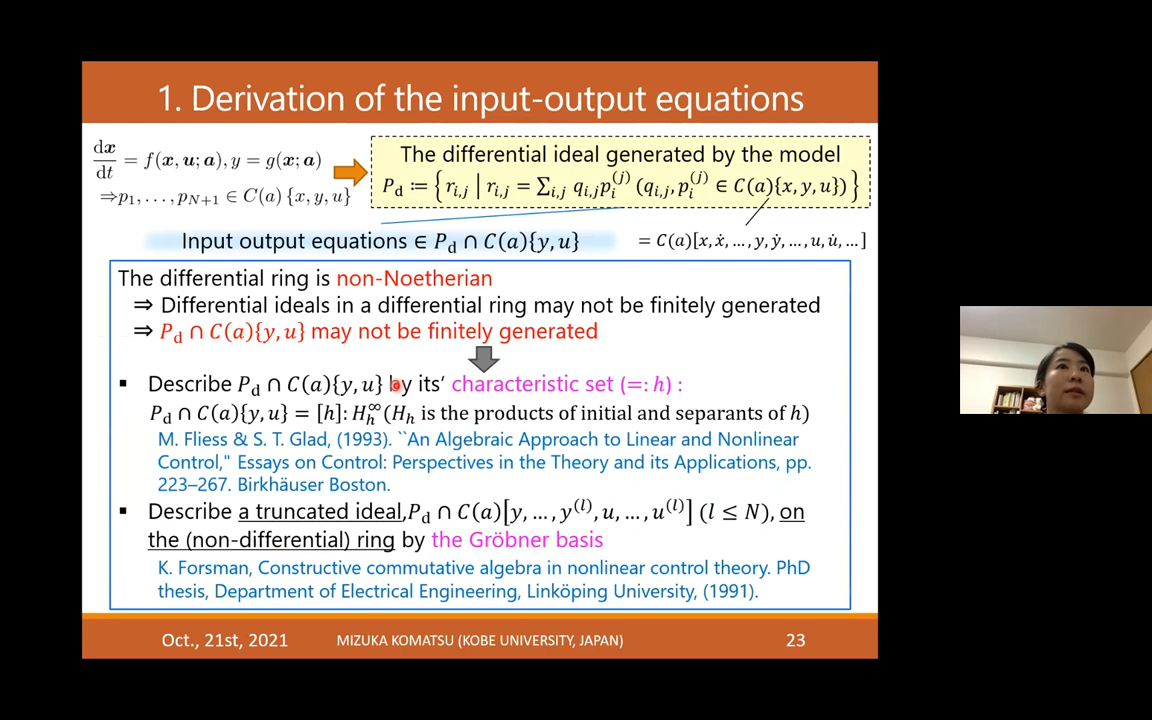 1. Derivation of the input-output equations
dx/dt = f(x, u; a), y = g(x; a)
⇒p₁, . . . , p_{N+1} ∈ C(a) {x, y, u}
The differential ideal generated by the model
P_d ≔ {r_{i,j} | r_{i,j} = ∑_{i,j} q_{i,j}p_i^{(j)} (q_{i,j}, p_i^{(j)} ∈ C(a){x, y, u})}
Input output equations ∈ P_d ∩ C(a){y, u}
= C(a)[x, ẋ, …, y, ẏ, …, u, u̇, …]
The differential ring is non-Noetherian
⇒ Differential ideals in a differential ring may not be finitely generated
⇒ P_d ∩ C(a){y, u} may not be finitely generated
▪ Describe P_d ∩ C(a){y, u} by its' characteristic set (=: h) :
P_d ∩ C(a){y, u} = [h]: H_h^∞ (H_h is the products of initial and separants of h)
M. Fliess & S. T. Glad, (1993). ``An Algebraic Approach to Linear and Nonlinear
Control," Essays on Control: Perspectives in the Theory and its Applications, pp.
223–267. Birkhäuser Boston.
▪ Describe a truncated ideal,P_d ∩ C(a)[y, …, y^{(l)}, u, …, u^{(l)}] (l ≤ N), on
the (non-differential) ring by the Gröbner basis
K. Forsman, Constructive commutative algebra in nonlinear control theory. PhD
thesis, Department of Electrical Engineering, Linköping University, (1991).
Oct., 21st, 2021
MIZUKA KOMATSU (KOBE UNIVERSITY, JAPAN)
23